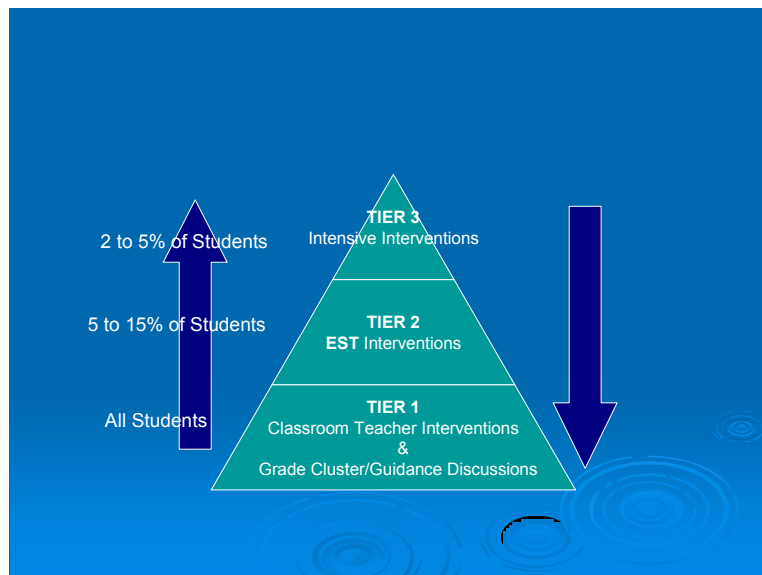 TIER 3
2 to 5% of Students
Intensive Interventions
5 to 15% of Students
TIER 2
EST Interventions
All Students
TIER 1
Classroom Teacher Interventions
&
Grade Cluster/Guidance Discussions